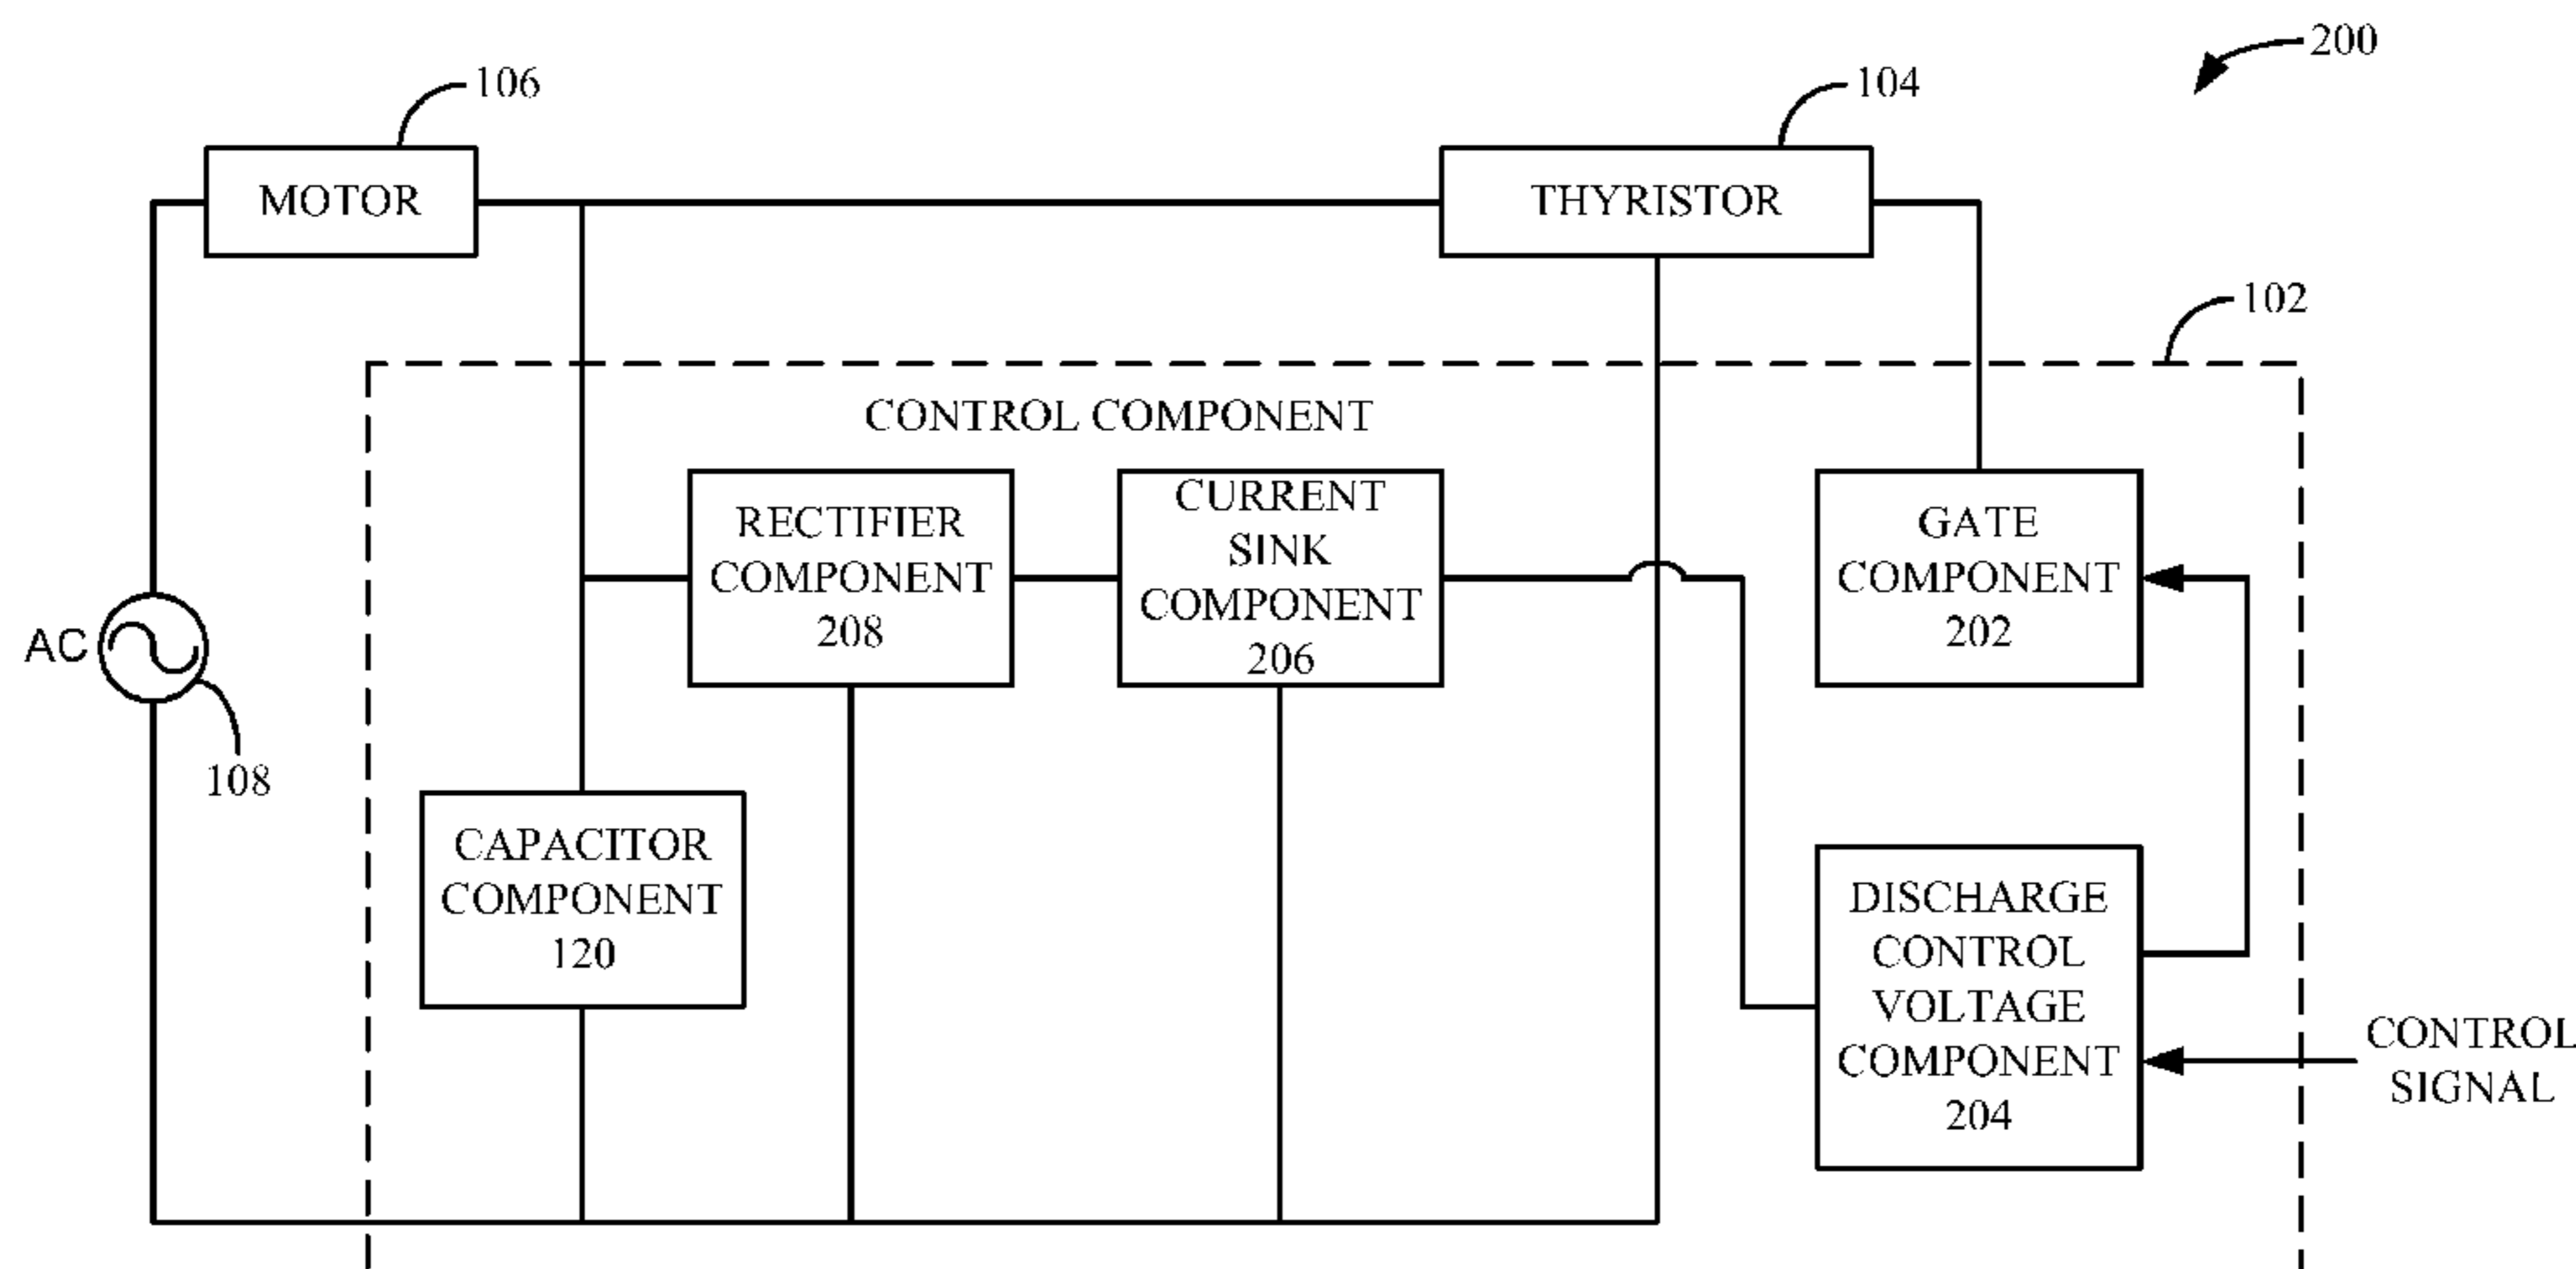 200
106
104
MOTOR
THYRISTOR
102
CONTROL COMPONENT
RECTIFIER
COMPONENT
208
CURRENT
SINK
COMPONENT
206
GATE
COMPONENT
202
AC
108
CAPACITOR
COMPONENT
120
DISCHARGE
CONTROL
VOLTAGE
COMPONENT
204
CONTROL
SIGNAL